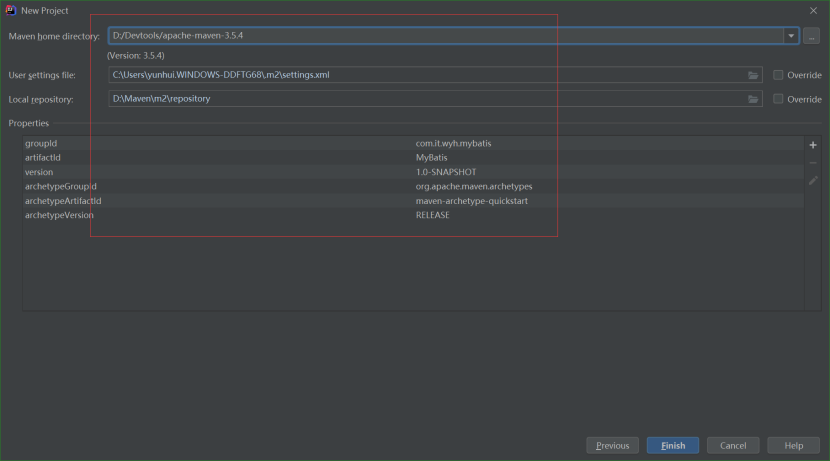 New Project
Maven home directory: D:/Devtools/apache-maven-3.5.4
(Version: 3.5.4)
User settings file: C:\Users\yunhui.WINDOWS-DDFTG68\.m2\settings.xml Override
Local repository: D:\Maven\m2\repository Override
Properties
groupId com.it.wyh.mybatis
artifactId MyBatis
version 1.0-SNAPSHOT
archetypeGroupId org.apache.maven.archetypes
archetypeArtifactId maven-archetype-quickstart
archetypeVersion RELEASE
Previous Finish Cancel Help